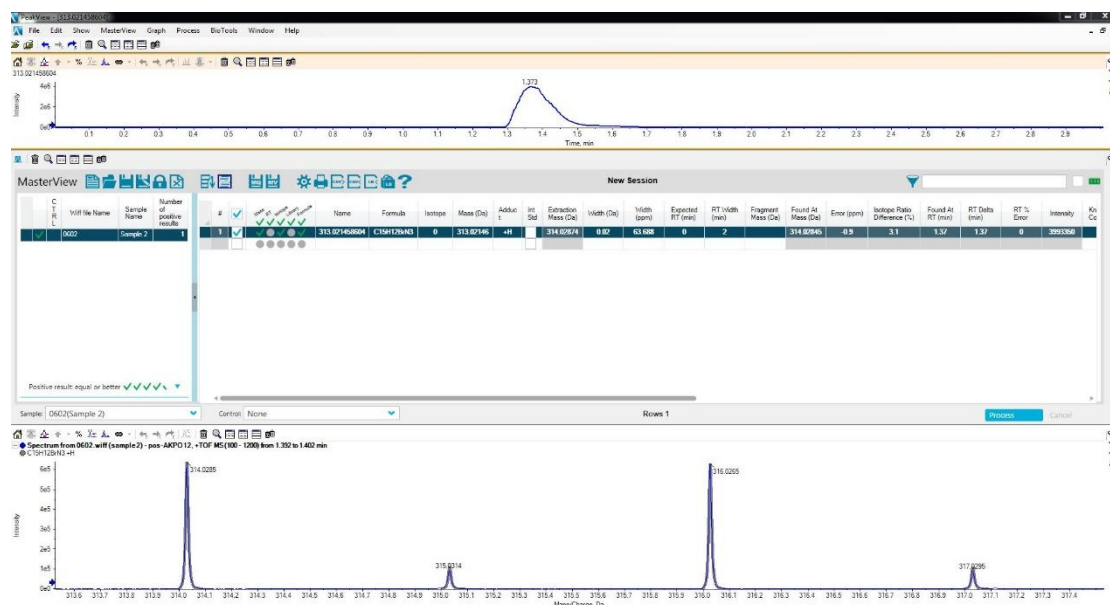 PeakView - [313.021458604]
File Edit Show MasterView Graph Process BioTools Window Help
313.021458604
1.373
Intensity
4e6
2e6
0e0
0.1 0.2 0.3 0.4 0.5 0.6 0.7 0.8 0.9 1.0 1.1 1.2 1.3 1.4 1.5 1.6 1.7 1.8 1.9 2.0 2.1 2.2 2.3 2.4 2.5 2.6 2.7 2.8 2.9
Time, min
MasterView
New Session
C T R L Wiff file Name Sample Name Number of positive results
0602 Sample 2 1
# Mass RT Isotope Library Formula Name Formula Isotope Mass (Da) Adduct Int. Std Extraction Mass (Da) Width (Da) Width (ppm) Expected RT (min) RT Width (min) Fragment Mass (Da) Found At Mass (Da) Error (ppm) Isotope Ratio Difference (%) Found At RT (min) RT Delta (min) RT % Error Intensity Kn Co
1 313.021458604 C15H12BrN3 0 313.02146 +H 314.02874 0.02 63.688 0 2 314.02845 -0.9 3.1 1.37 1.37 0 3993360
Positive result: equal or better
Sample: 0602(Sample 2) Control: None Rows 1 Process Cancel
Spectrum from 0602.wiff (sample 2) - pos-AKPO12, +TOF MS (100 - 1200) from 1.392 to 1.402 min
C15H12BrN3 +H
314.0285
316.0265
315.0314
317.0295
Intensity
6e5
5e5
4e5
3e5
2e5
1e5
0e0
313.6 313.7 313.8 313.9 314.0 314.1 314.2 314.3 314.4 314.5 314.6 314.7 314.8 314.9 315.0 315.1 315.2 315.3 315.4 315.5 315.6 315.7 315.8 315.9 316.0 316.1 316.2 316.3 316.4 316.5 316.6 316.7 316.8 316.9 317.0 317.1 317.2 317.3 317.4
Mass/Charge, Da